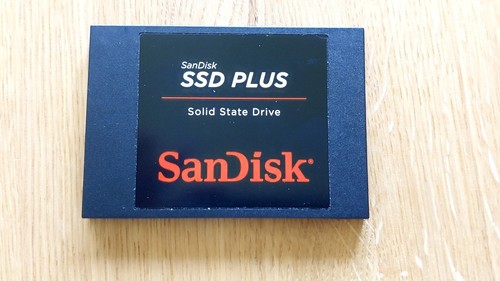 SanDisk
SSD PLUS
Solid State Drive
SanDisk